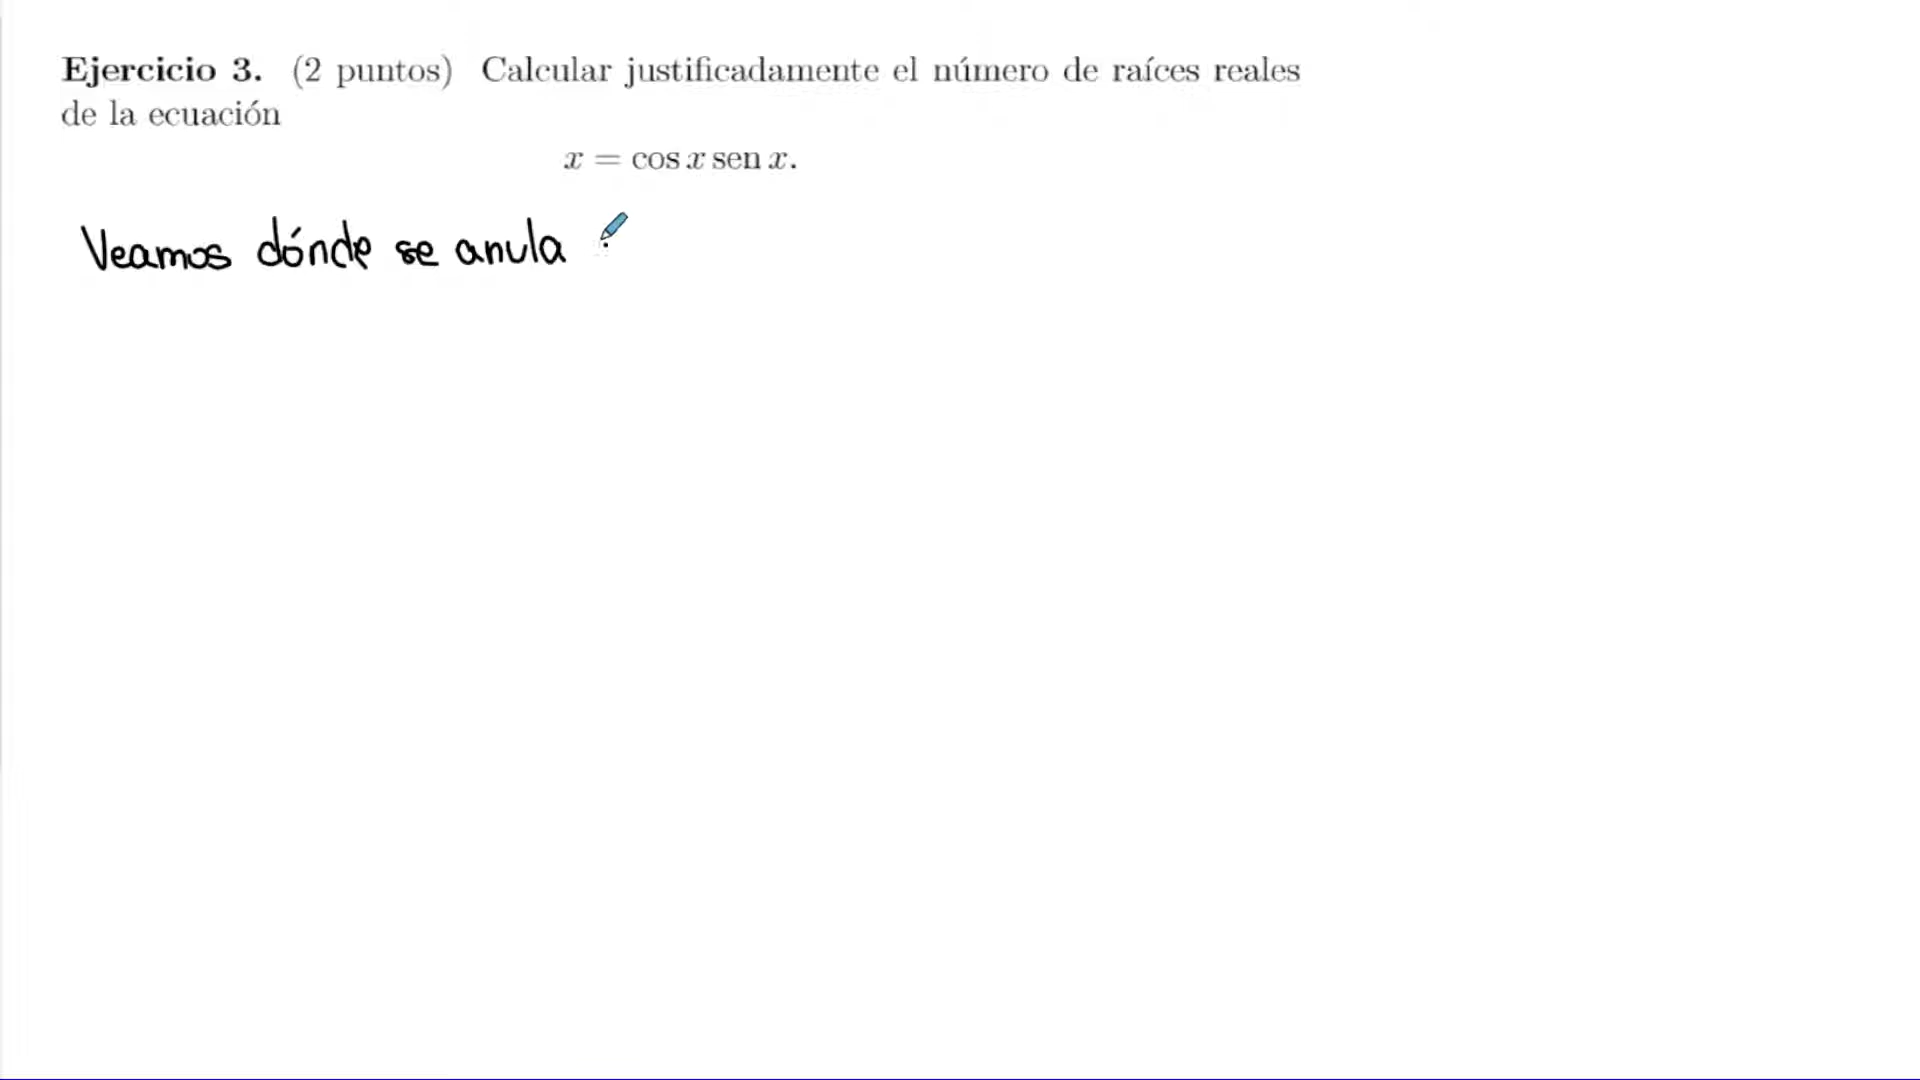 Ejercicio 3. (2 puntos) Calcular justificadamente el número de raíces reales
de la ecuación
x = cos x sen x.
Veamos dónde se anula